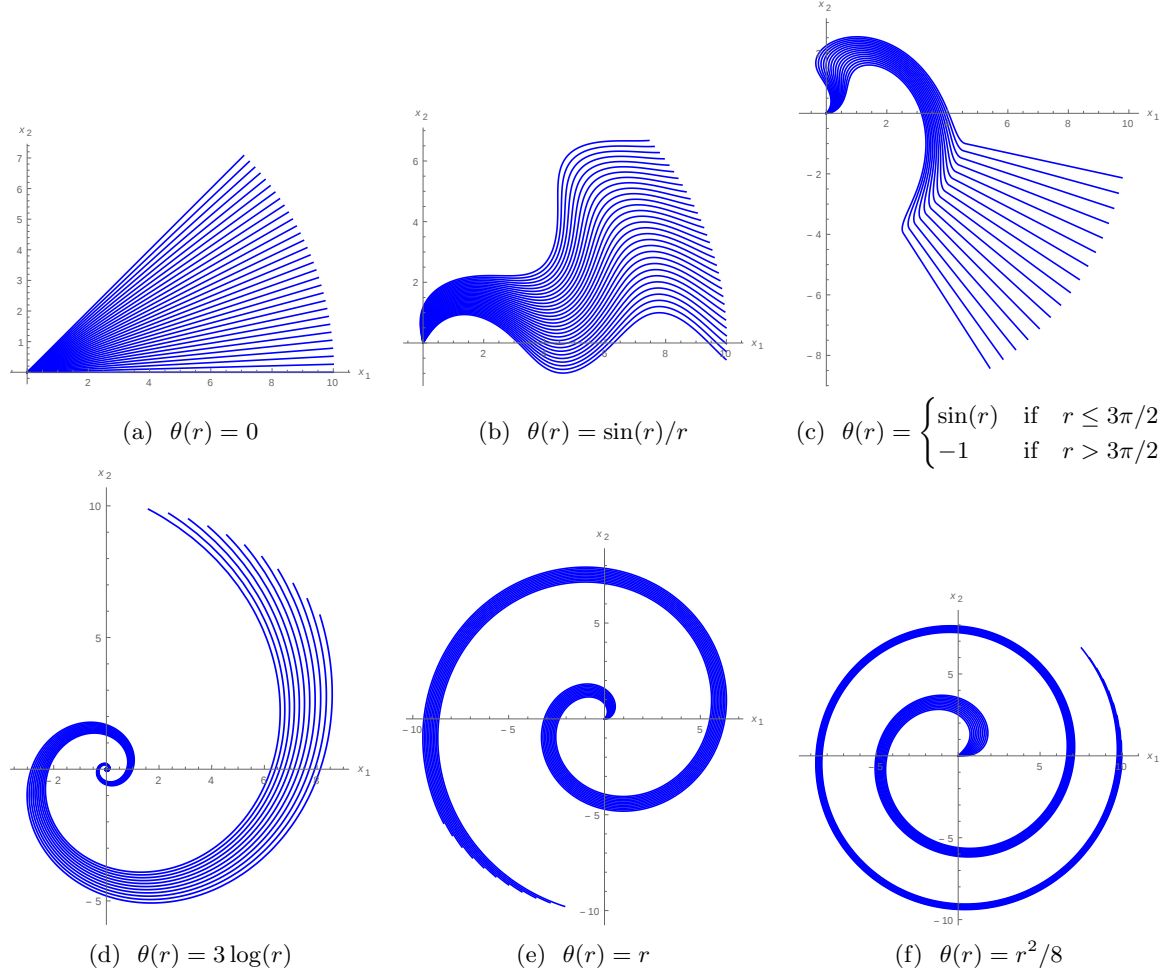 x₂
7
6
5
4
3
2
1
2 4 6 8 10 x₁
(a) θ(r) = 0
x₂
6
4
2
2 4 6 8 10 x₁
(b) θ(r) = sin(r)/r
x₂
2 4 6 8 10 x₁
−2
−4
−6
−8
(c) θ(r) = { sin(r) if r ≤ 3π/2
−1 if r > 3π/2
x₂
10
5
−2 2 4 6 8 x₁
−5
(d) θ(r) = 3 log(r)
x₂
−10 −5 5 x₁
−5
−10
(e) θ(r) = r
x₂
5
−5 5 10 x₁
−5
−10
(f) θ(r) = r²/8